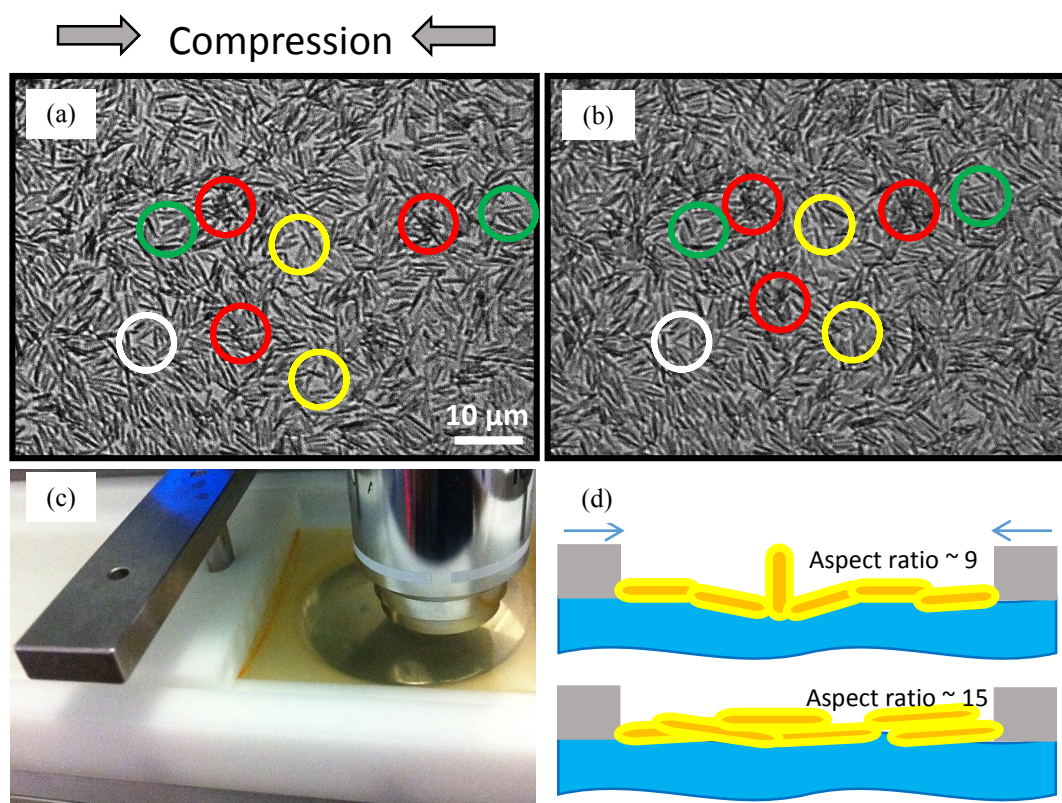 Compression
(a)
(b)
10 µm
(c)
(d)
Aspect ratio ~ 9
Aspect ratio ~ 15